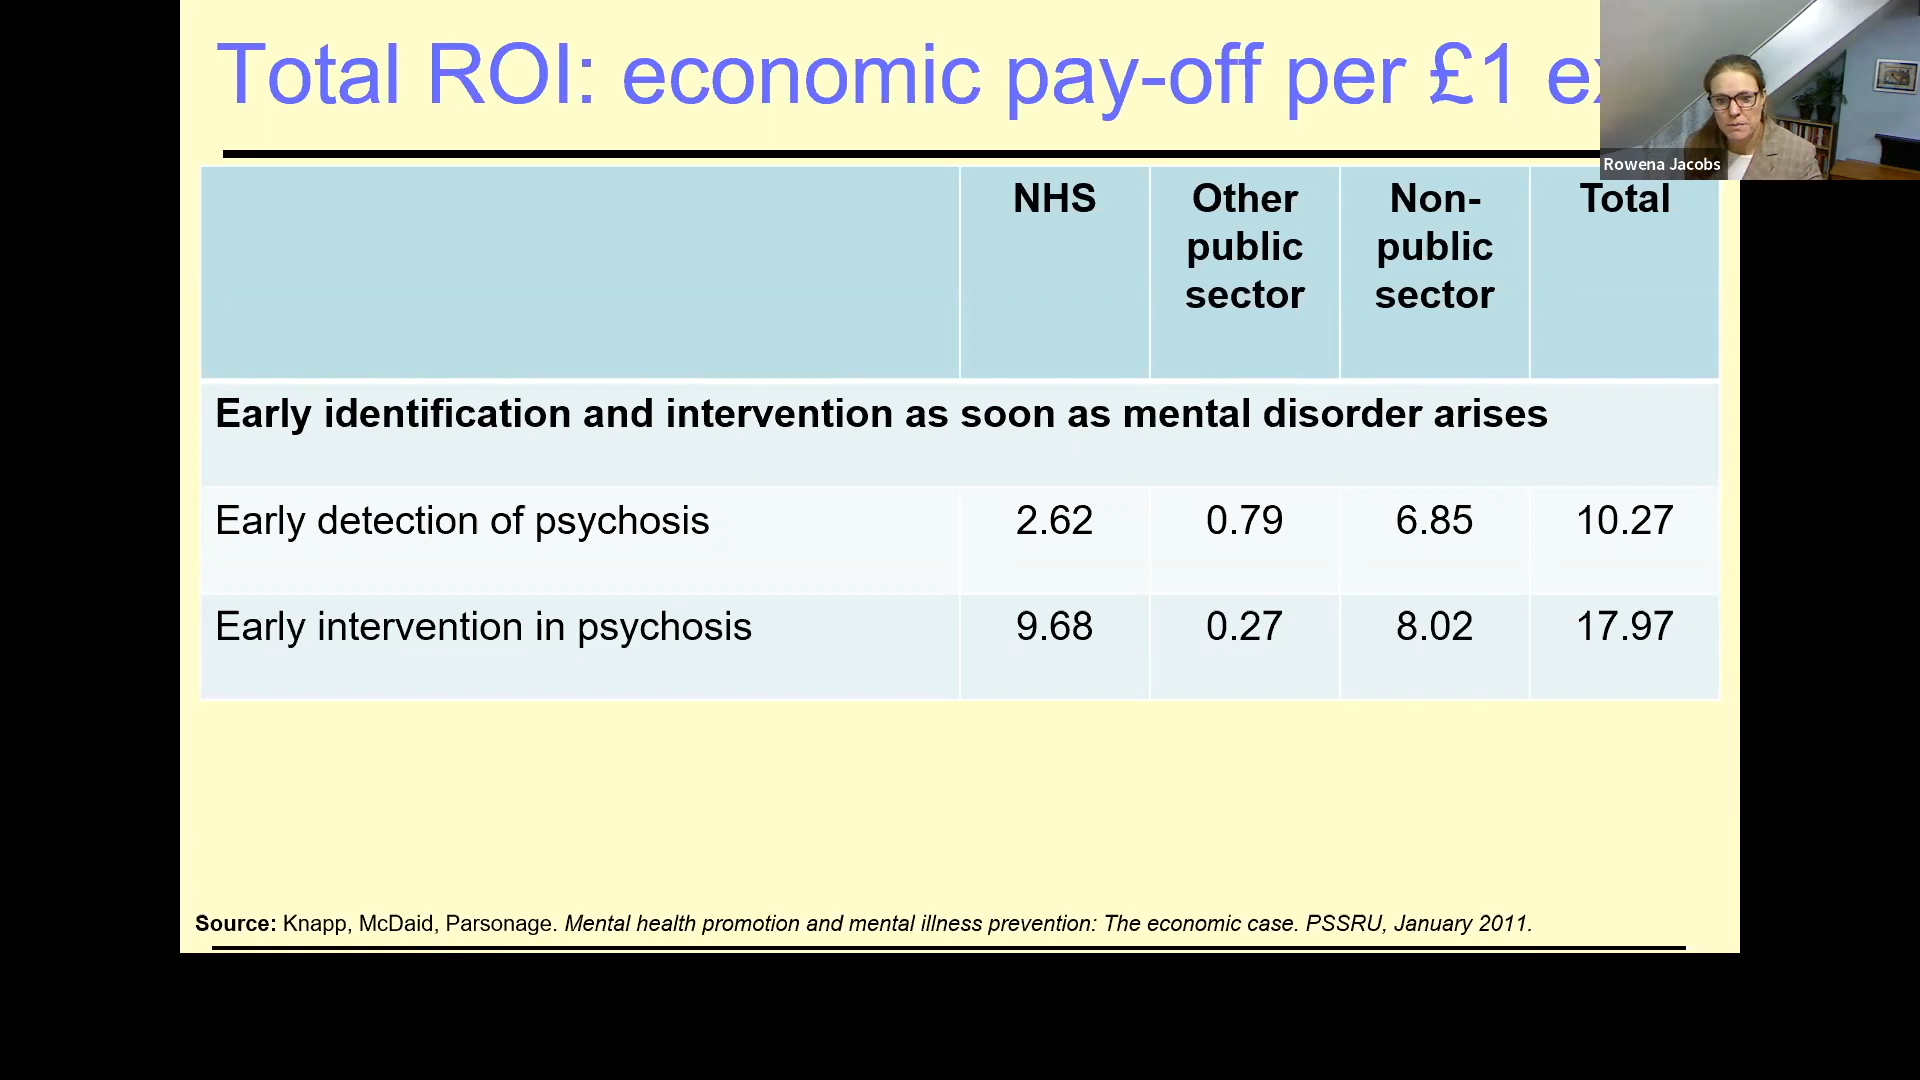 Total ROI: economic pay-off per £1
Rowena Jacobs
NHS
Other
public
sector
Non-
public
sector
Total
Early identification and intervention as soon as mental disorder arises
Early detection of psychosis 2.62 0.79 6.85 10.27
Early intervention in psychosis 9.68 0.27 8.02 17.97
Source: Knapp, McDaid, Parsonage. Mental health promotion and mental illness prevention: The economic case. PSSRU, January 2011.